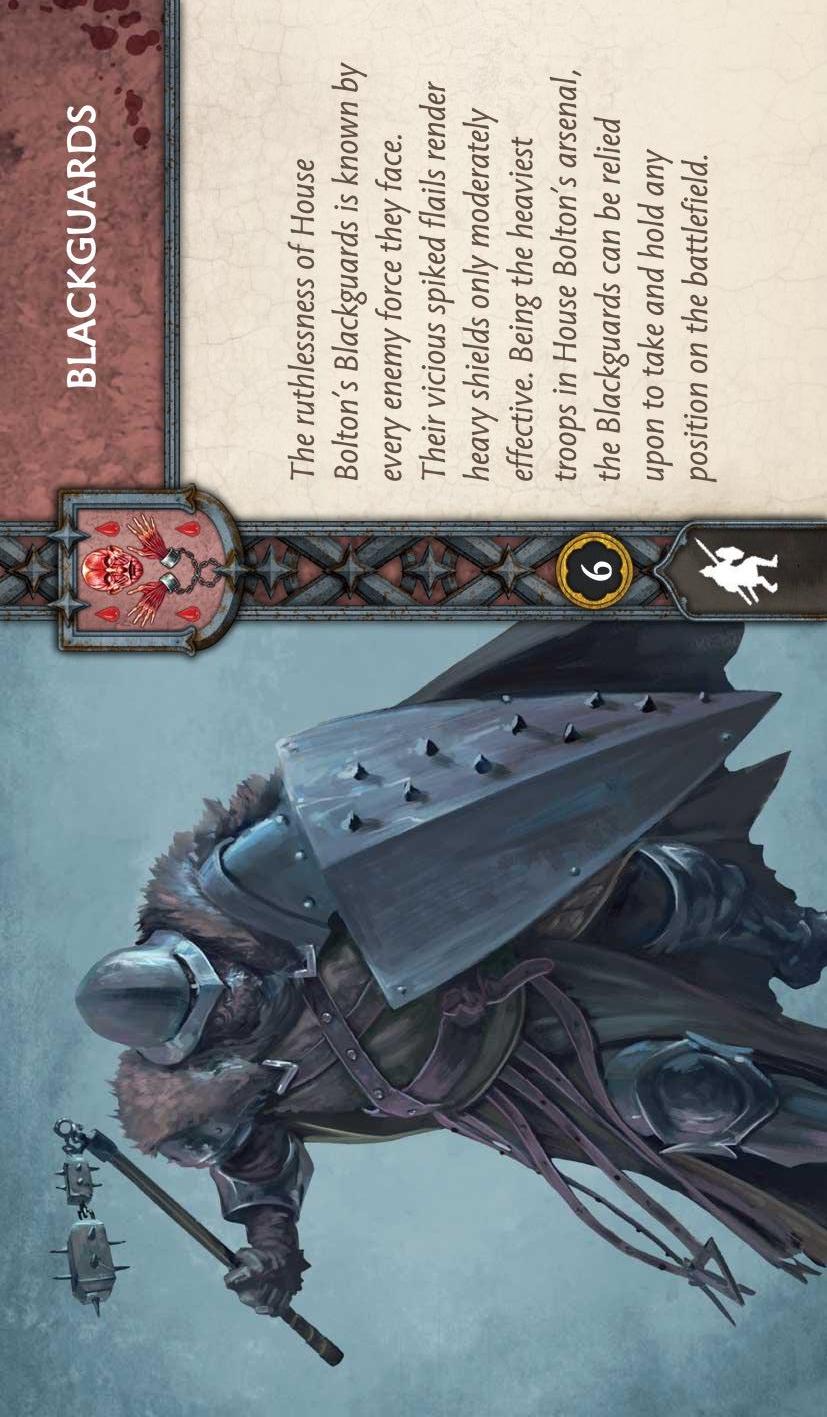 BLACKGUARDS
The ruthlessness of House
Bolton's Blackguards is known by
every enemy force they face.
Their vicious spiked flails render
heavy shields only moderately
effective. Being the heaviest
troops in House Bolton's arsenal,
the Blackguards can be relied
upon to take and hold any
position on the battlefield.
6